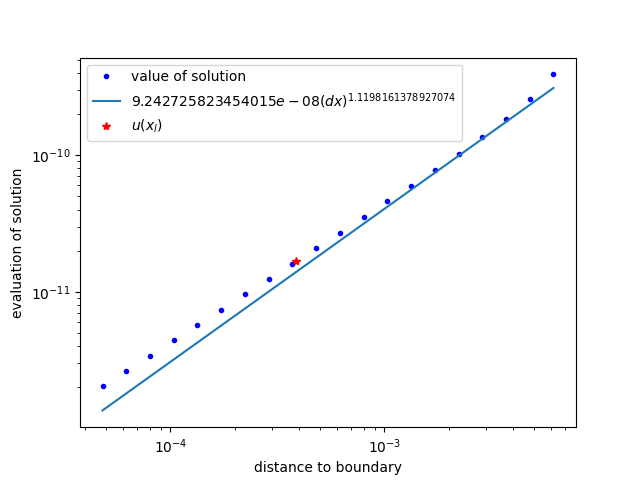 value of solution
9.242725823454015e − 08(dx)^1.1198161378927074
u(x_l)
10^−10
10^−11
10^−4
10^−3
evaluation of solution
distance to boundary